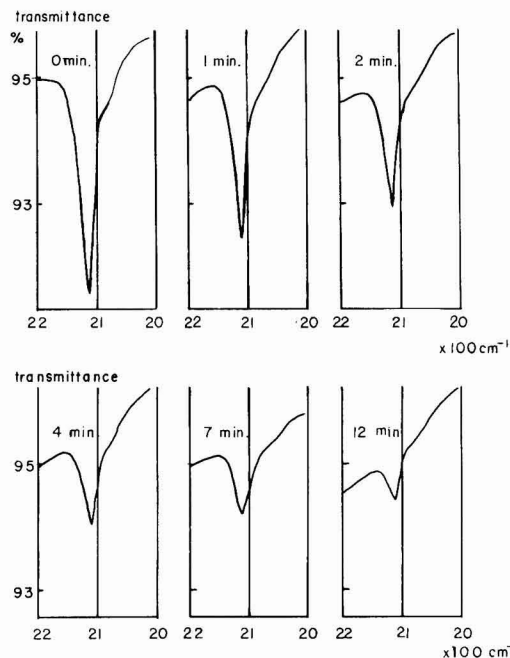 transmittance
%
0 min. 1 min. 2 min.
95
93
22 21 20 22 21 20 22 21 20
x100 cm⁻¹
transmittance
4 min 7 min. 12 min
95
93
22 21 20 22 21 20 22 21 20
x100 cm⁻